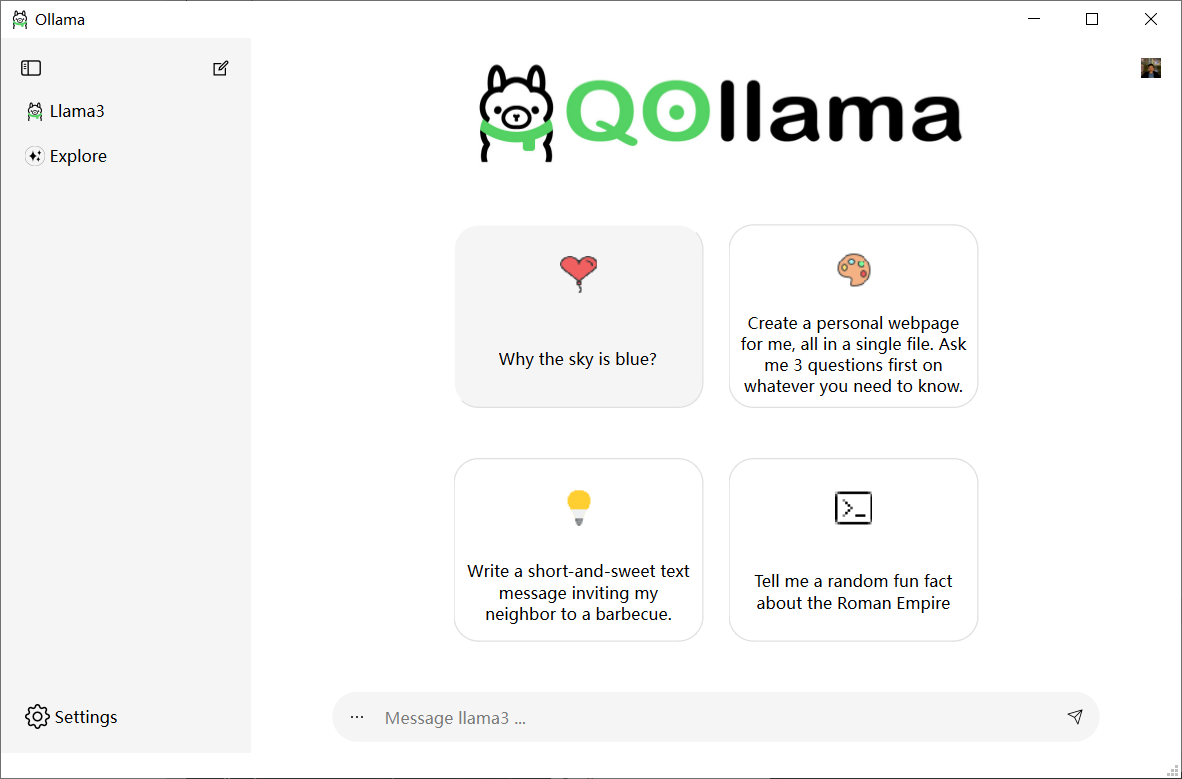 Ollama
Llama3
Explore
QOllama
Why the sky is blue?
Create a personal webpage
for me, all in a single file. Ask
me 3 questions first on
whatever you need to know.
Write a short-and-sweet text
message inviting my
neighbor to a barbecue.
Tell me a random fun fact
about the Roman Empire
Settings
Message llama3 ...